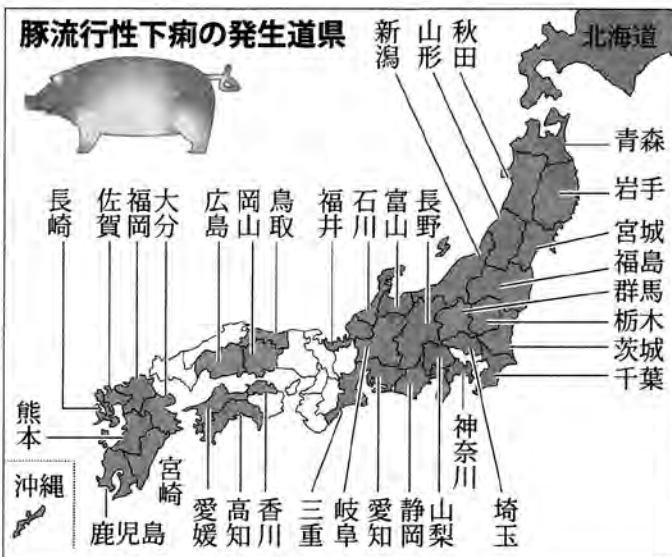 豚流行性下痢の発生道県
北海道
秋田
山形
新潟
青森
岩手
宮城
福島
群馬
栃木
茨城
千葉
長野
富山
石川
福井
鳥取
岡山
広島
大分
福岡
佐賀
長崎
熊本
宮崎
鹿児島
沖縄
愛媛
高知
香川
三重
岐阜
愛知
静岡
山梨
神奈川
埼玉